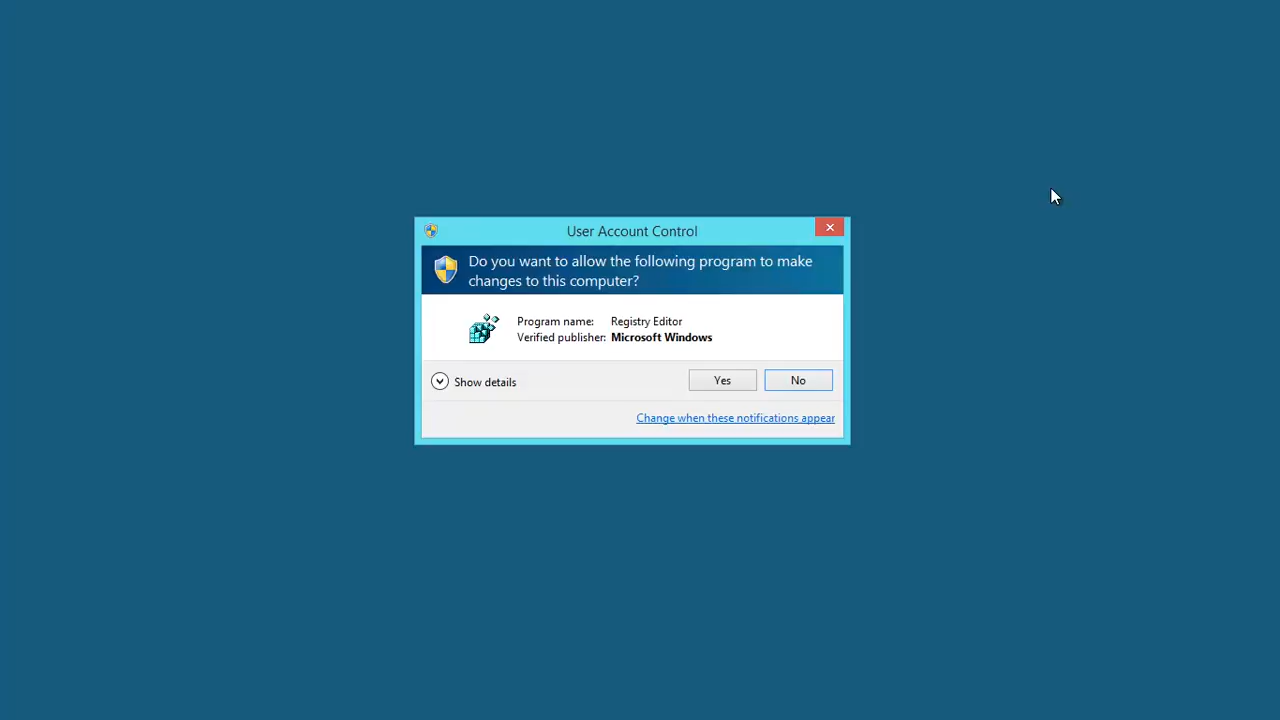 User Account Control
Do you want to allow the following program to make
changes to this computer?
Program name: Registry Editor
Verified publisher: Microsoft Windows
Show details
Yes
No
Change when these notifications appear